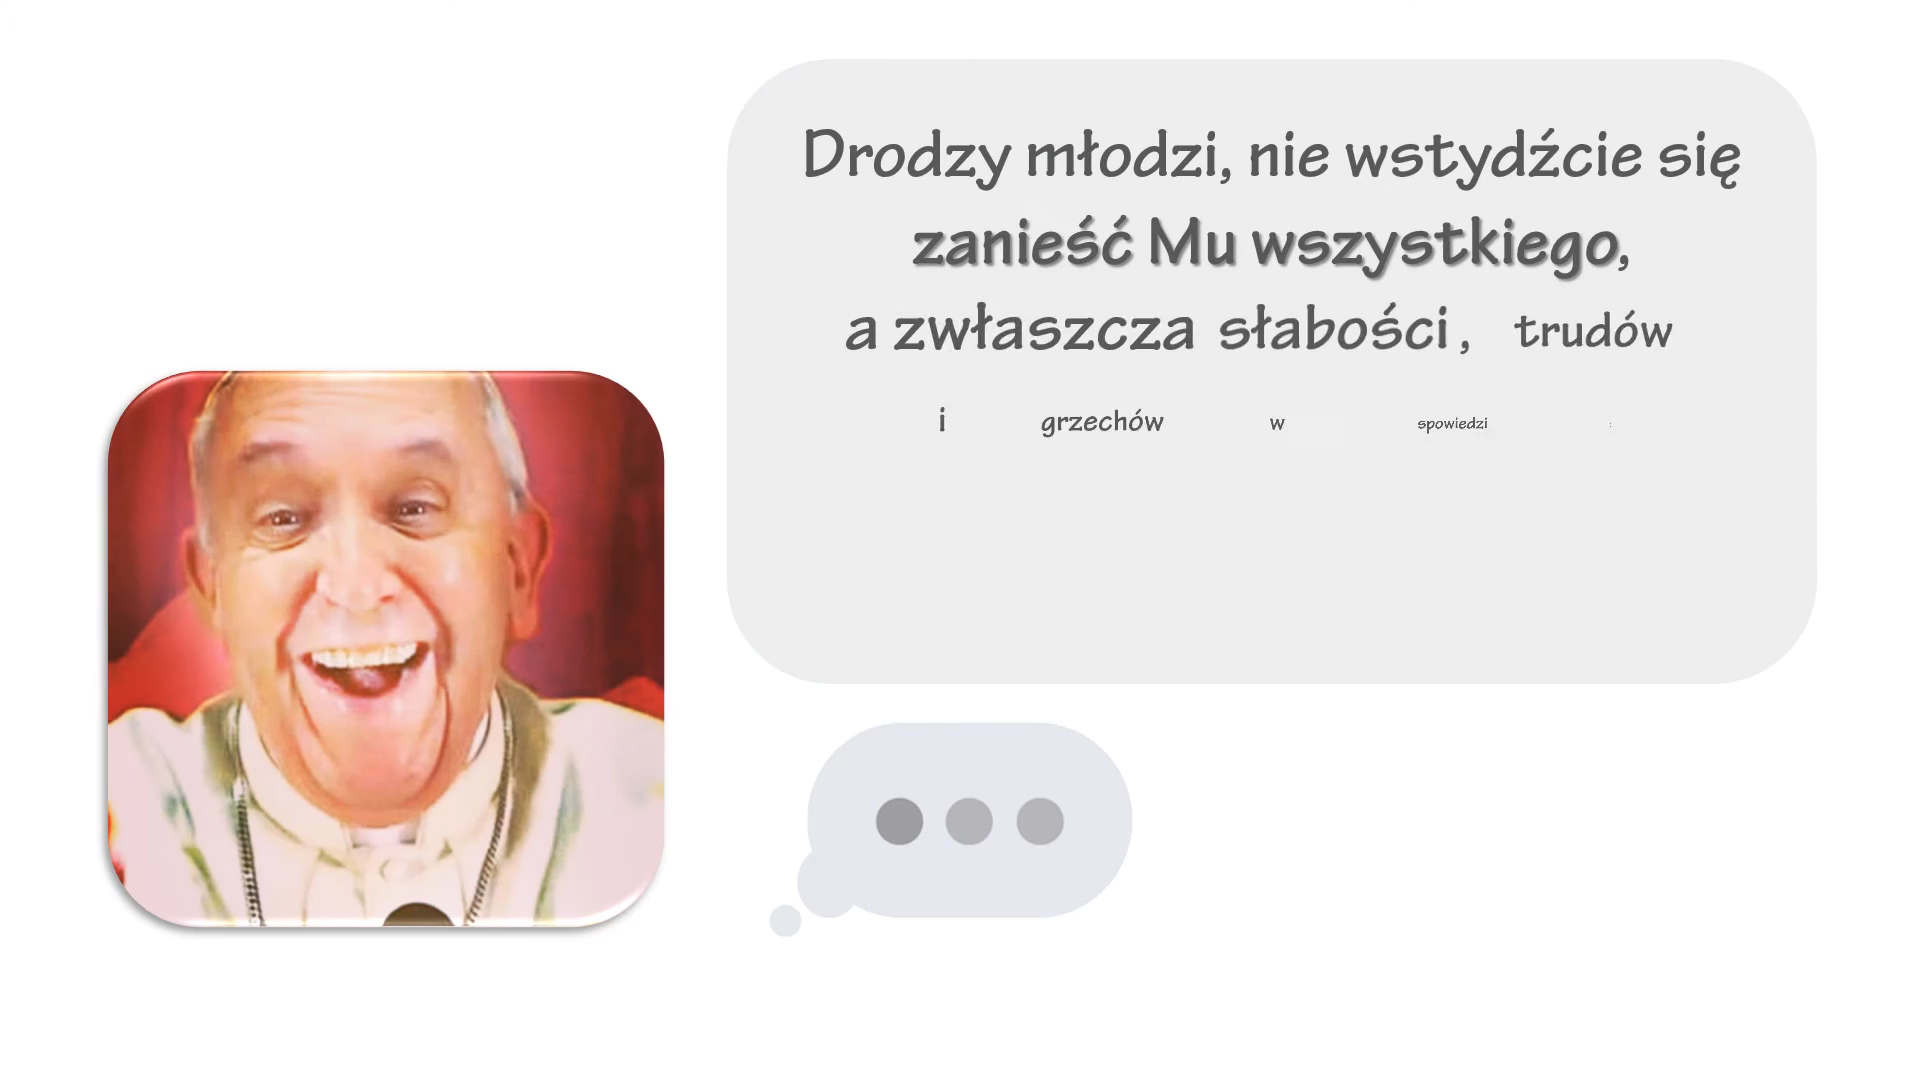 Drodzy młodzi, nie wstydźcie się
zanieść Mu wszystkiego,
a zwłaszcza słabości, trudów
i grzechów w spowiedzi